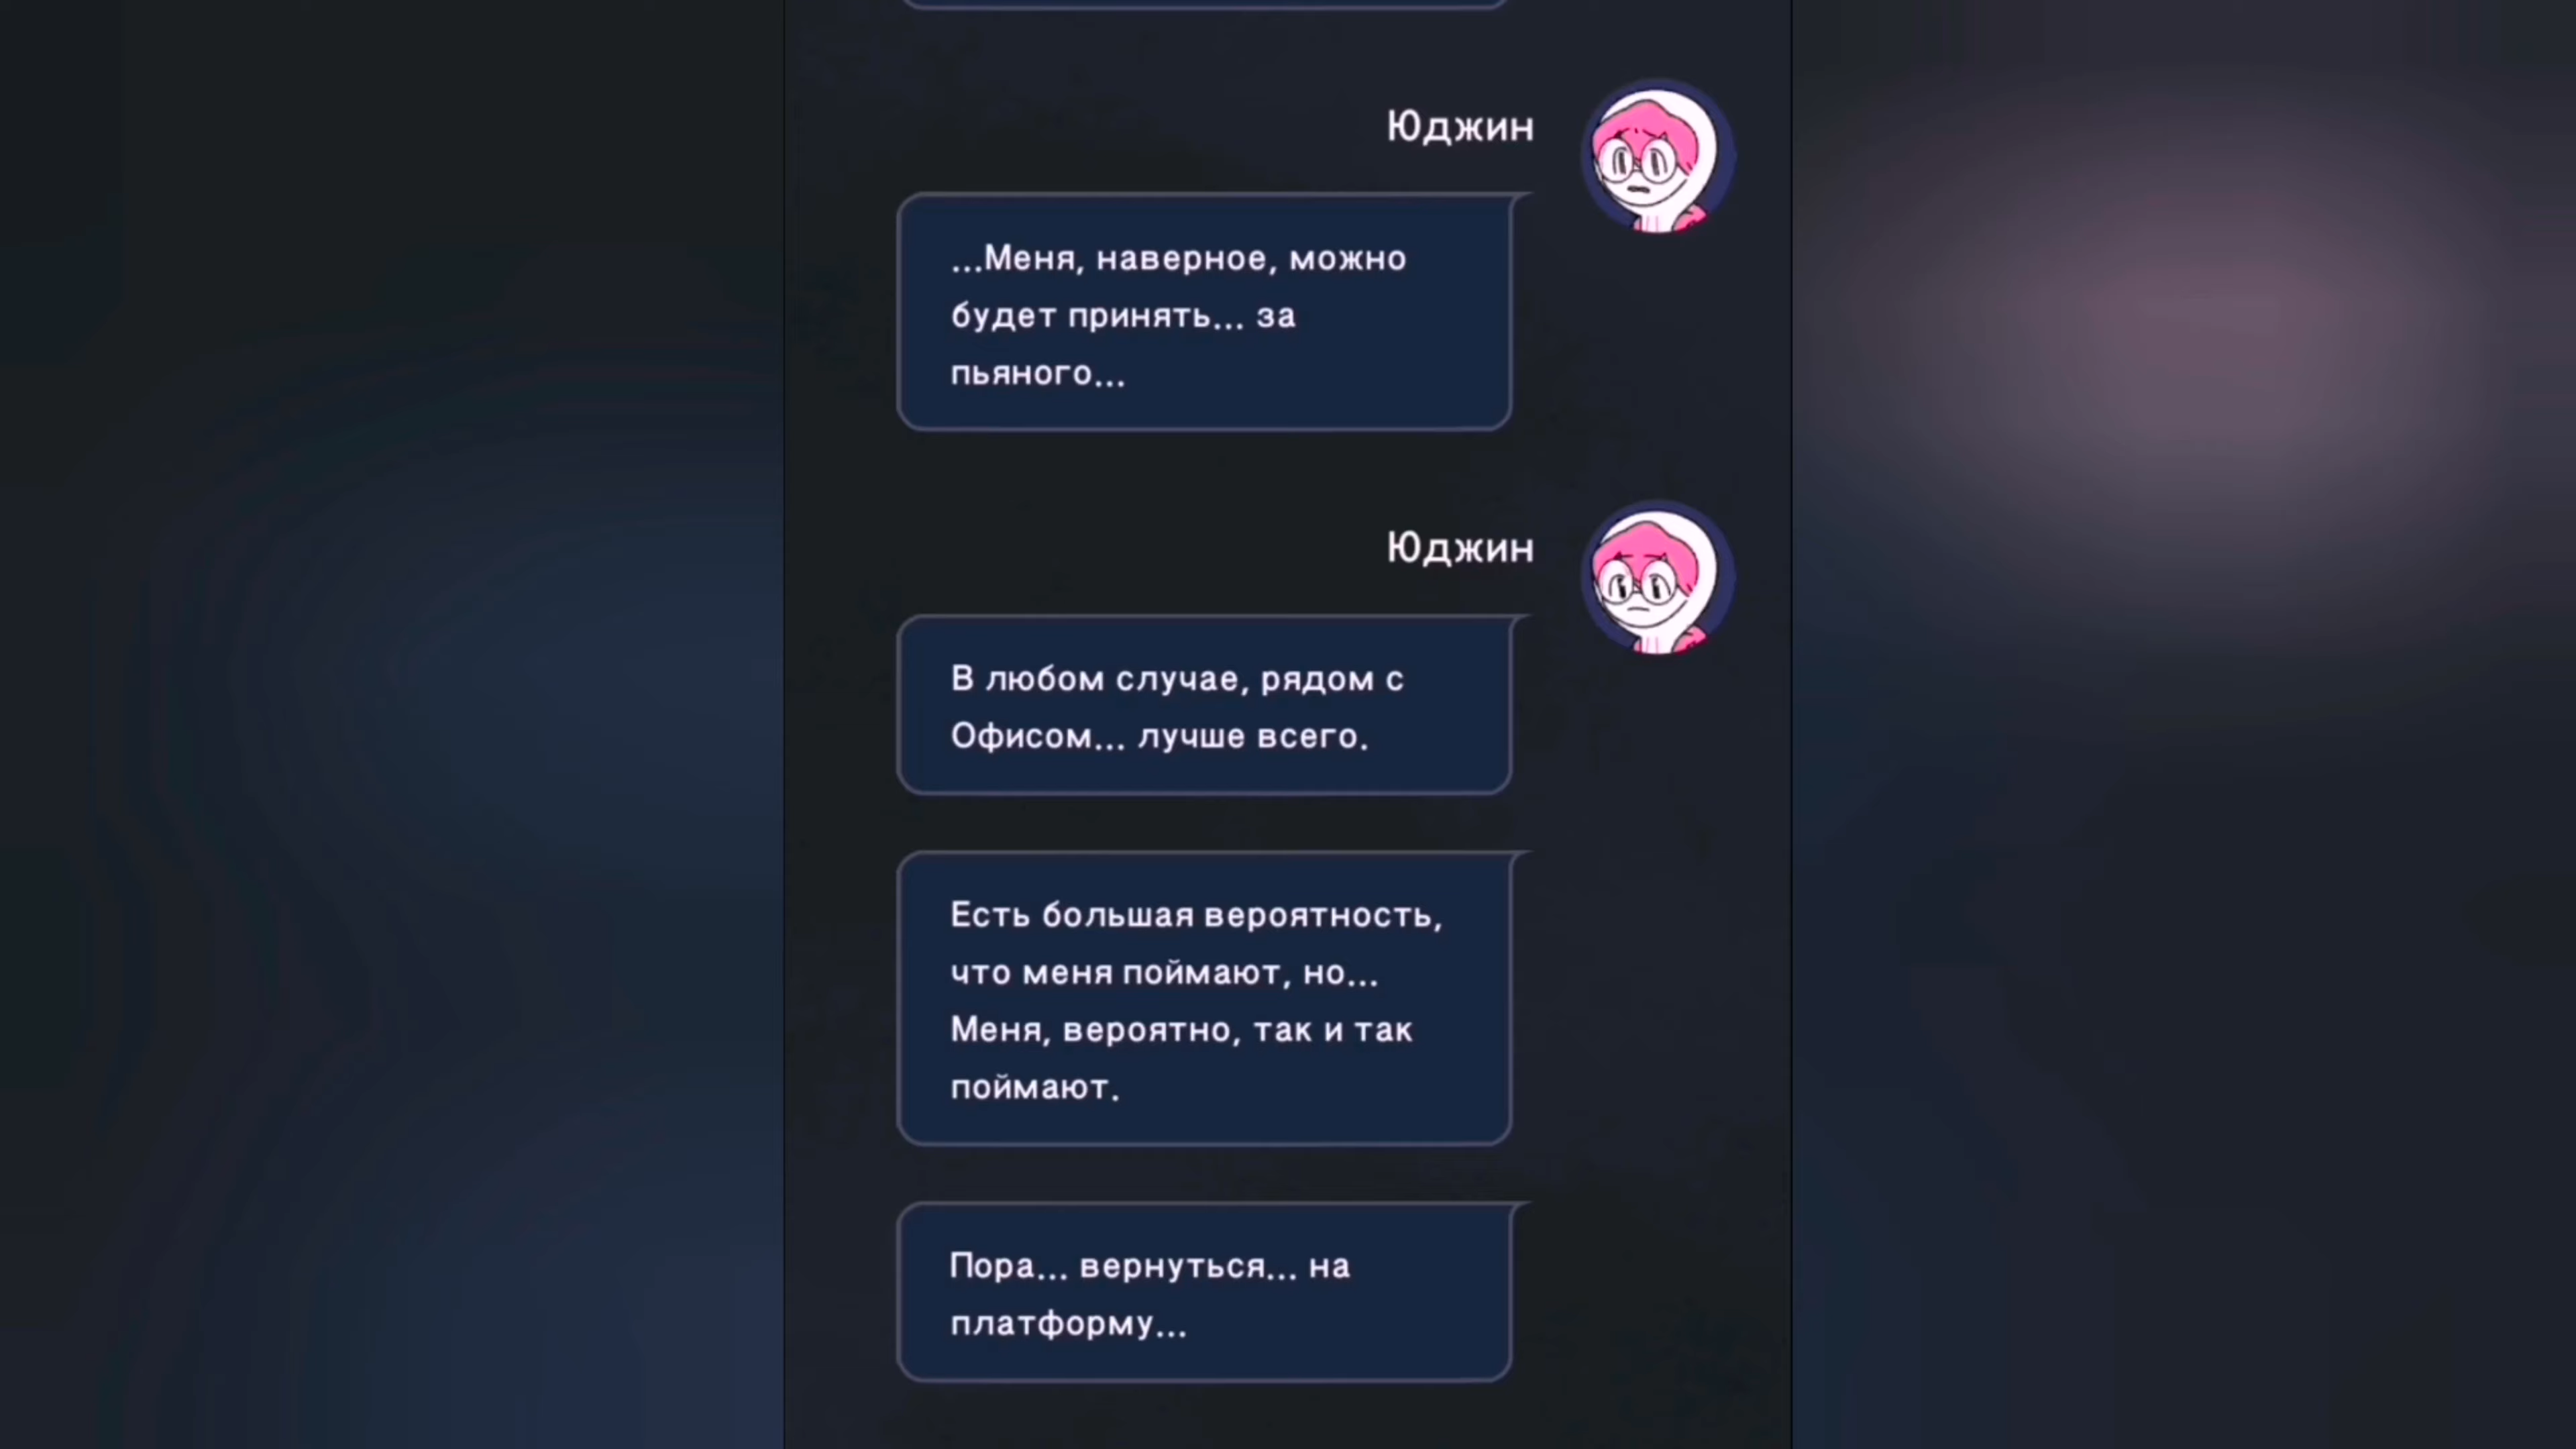 Юджин
...Меня, наверное, можно
будет принять... за
пьяного...
Юджин
В любом случае, рядом с
Офисом... лучше всего.
Есть большая вероятность,
что меня поймают, но...
Меня, вероятно, так и так
поймают.
Пора... вернуться... на
платформу...